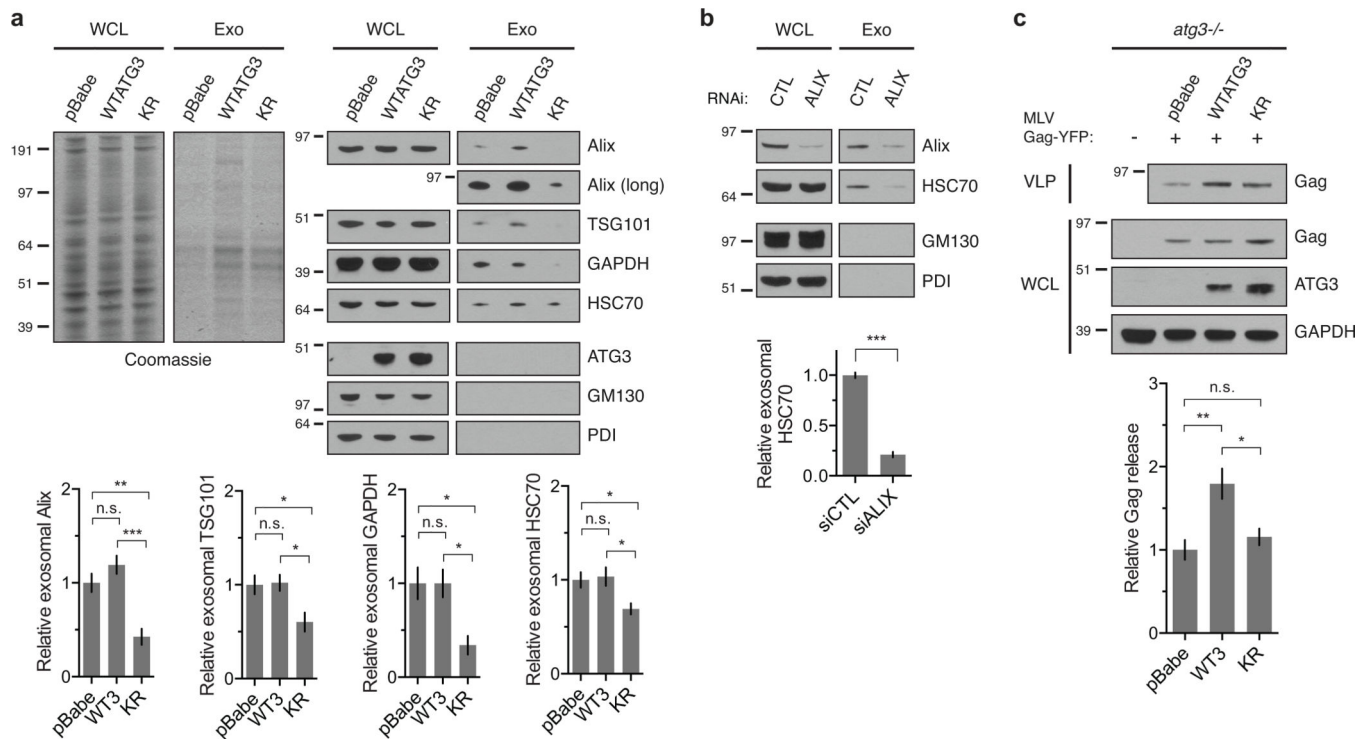 a
WCL Exo
pBabe WTATG3 KR pBabe WTATG3 KR
191
97
64
51
39
Coomassie
WCL Exo
pBabe WTATG3 KR pBabe WTATG3 KR
97 Alix
97 Alix (long)
51 TSG101
39 GAPDH
64 HSC70
51 ATG3
97 GM130
64 PDI
Relative exosomal Alix
2
1
0
**
n.s.
***
pBabe WT3 KR
Relative exosomal TSG101
2
1
0
*
n.s.
*
pBabe WT3 KR
Relative exosomal GAPDH
2
1
0
*
n.s.
*
pBabe WT3 KR
Relative exosomal HSC70
2
1
0
*
n.s.
*
pBabe WT3 KR
b
WCL Exo
RNAi: CTL ALIX CTL ALIX
97 Alix
64 HSC70
97 GM130
51 PDI
Relative exosomal
HSC70
1.0
0.5
0.0
***
siCTL siALIX
c
atg3-/-
pBabe WTATG3 KR
MLV
Gag-YFP: - + + +
VLP 97 Gag
WCL
97 Gag
51 ATG3
39 GAPDH
Relative Gag release
3
2
1
0
n.s.
**
*
pBabe WT3 KR